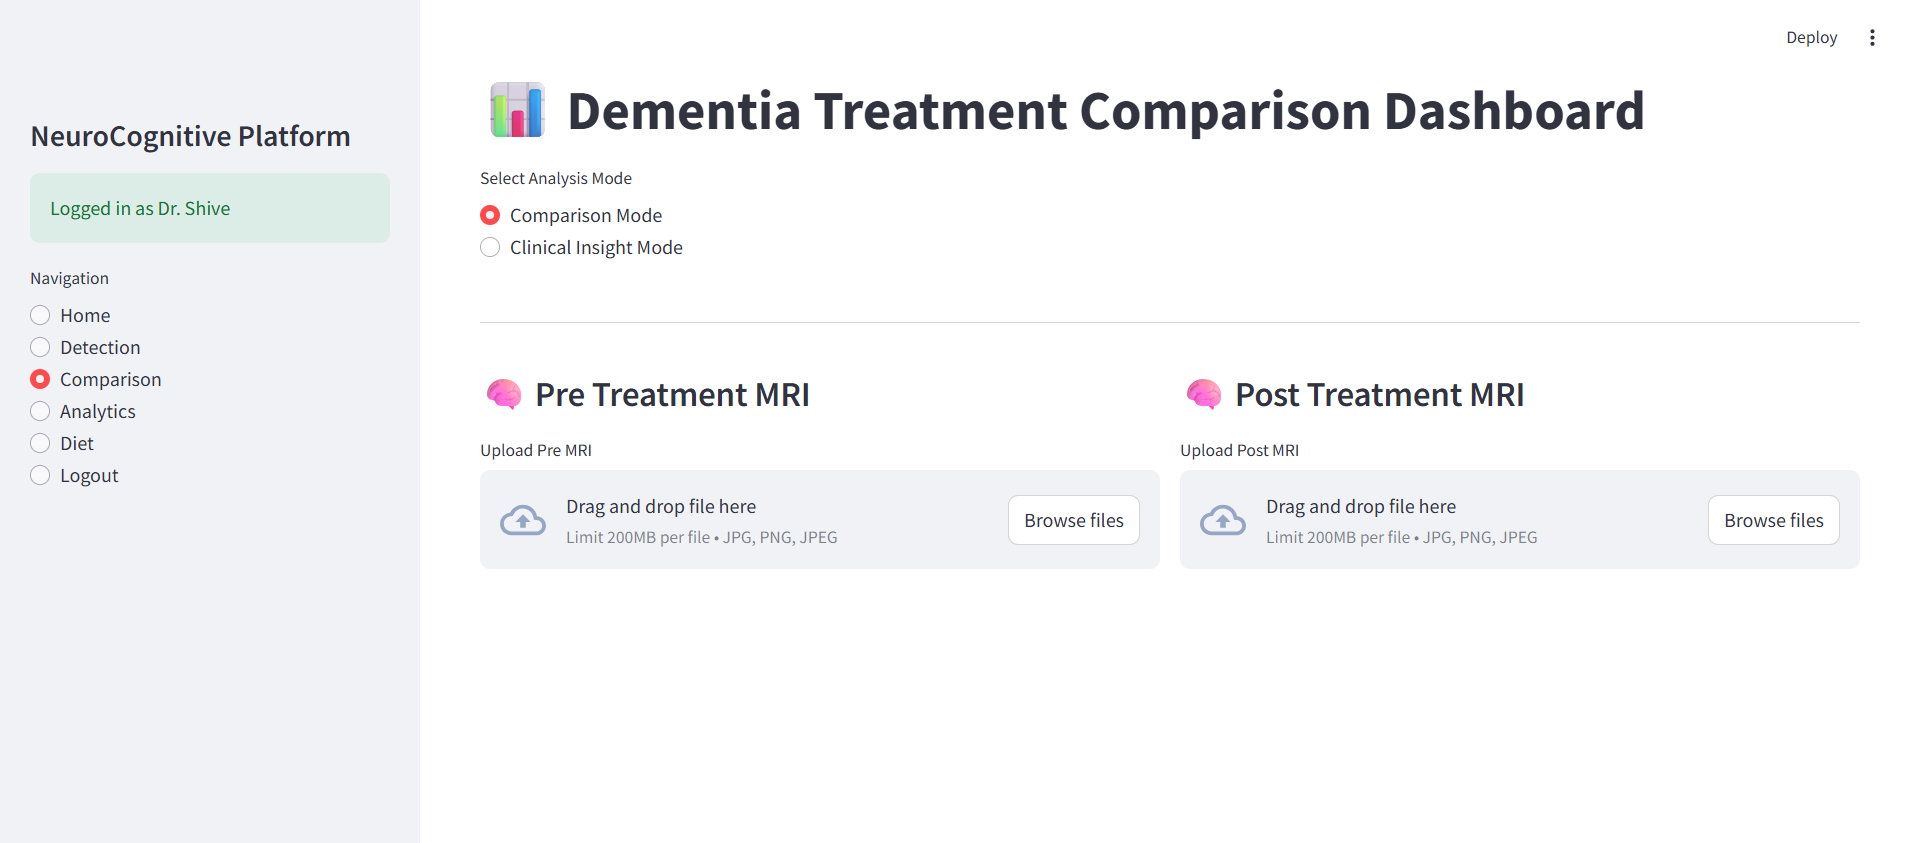 Deploy
NeuroCognitive Platform
Logged in as Dr. Shive
Navigation
Home
Detection
Comparison
Analytics
Diet
Logout
Dementia Treatment Comparison Dashboard
Select Analysis Mode
Comparison Mode
Clinical Insight Mode
Pre Treatment MRI
Upload Pre MRI
Drag and drop file here
Limit 200MB per file • JPG, PNG, JPEG
Browse files
Post Treatment MRI
Upload Post MRI
Drag and drop file here
Limit 200MB per file • JPG, PNG, JPEG
Browse files